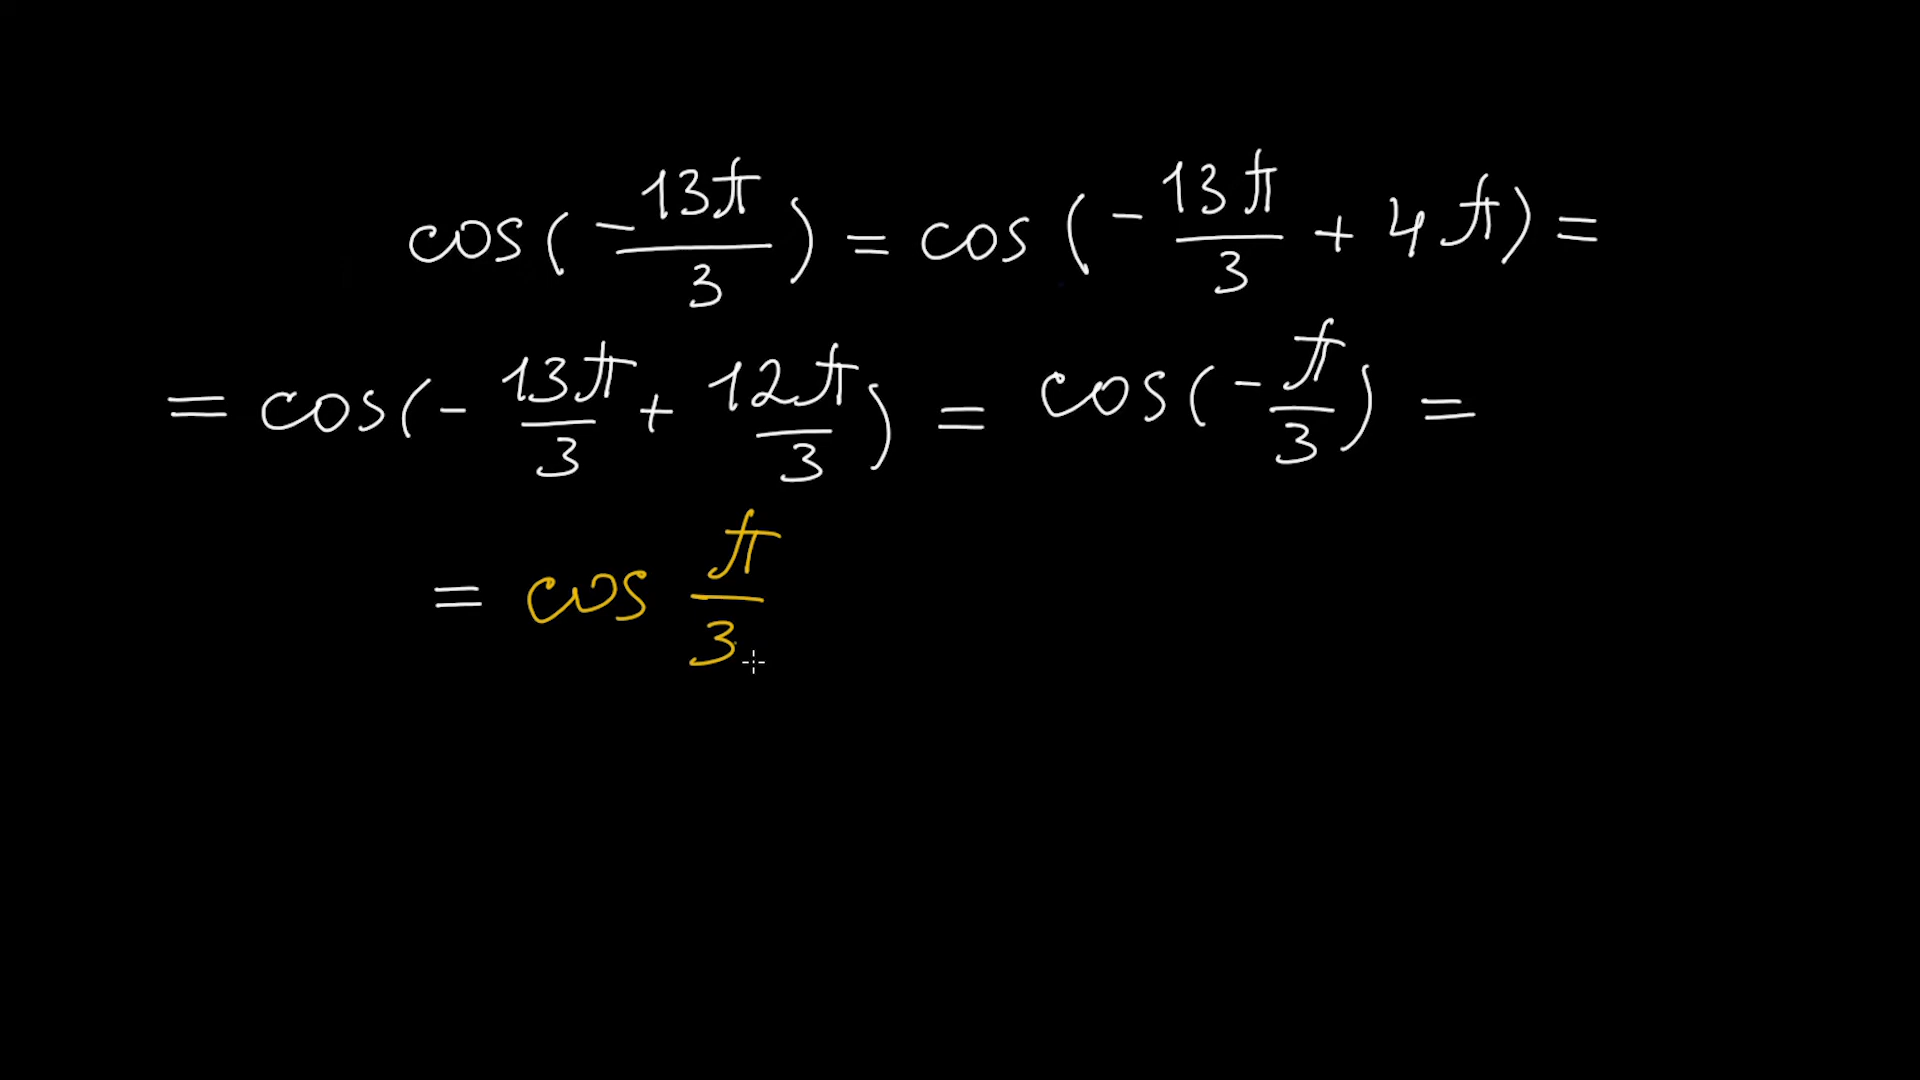 cos(-13π/3) = cos(-13π/3 + 4π) =
= cos(-13π/3 + 12π/3) = cos(-π/3) =
= cos π/3